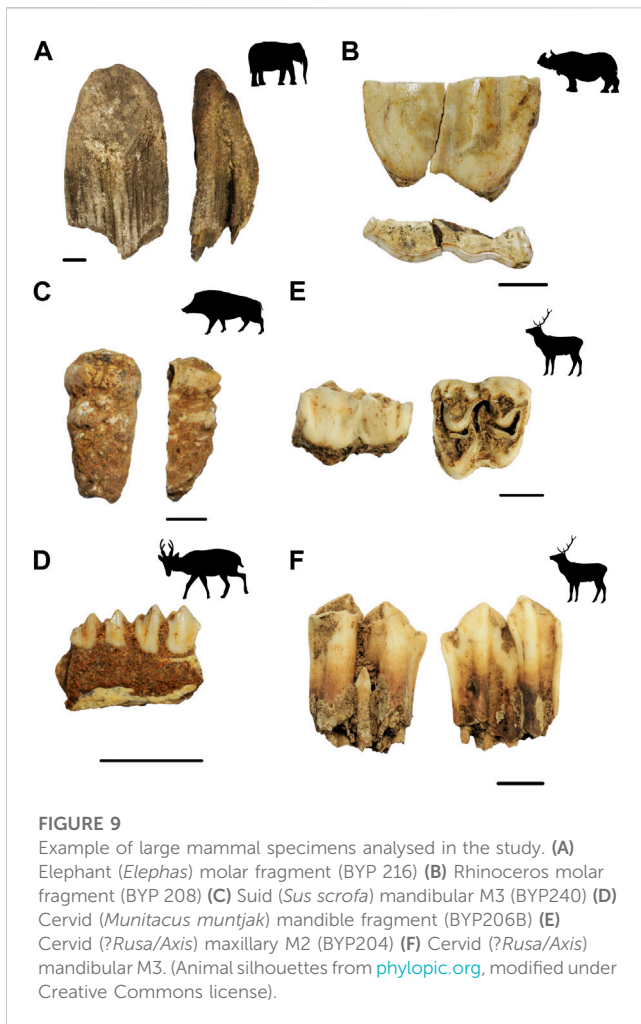 A
B
C
E
D
F
FIGURE 9
Example of large mammal specimens analysed in the study. (A)
Elephant (Elephas) molar fragment (BYP 216) (B) Rhinoceros molar
fragment (BYP 208) (C) Suid (Sus scrofa) mandibular M3 (BYP240) (D)
Cervid (Munitacus muntjak) mandible fragment (BYP206B) (E)
Cervid (?Rusa/Axis) maxillary M2 (BYP204) (F) Cervid (?Rusa/Axis)
mandibular M3. (Animal silhouettes from phylopic.org, modified under
Creative Commons license).